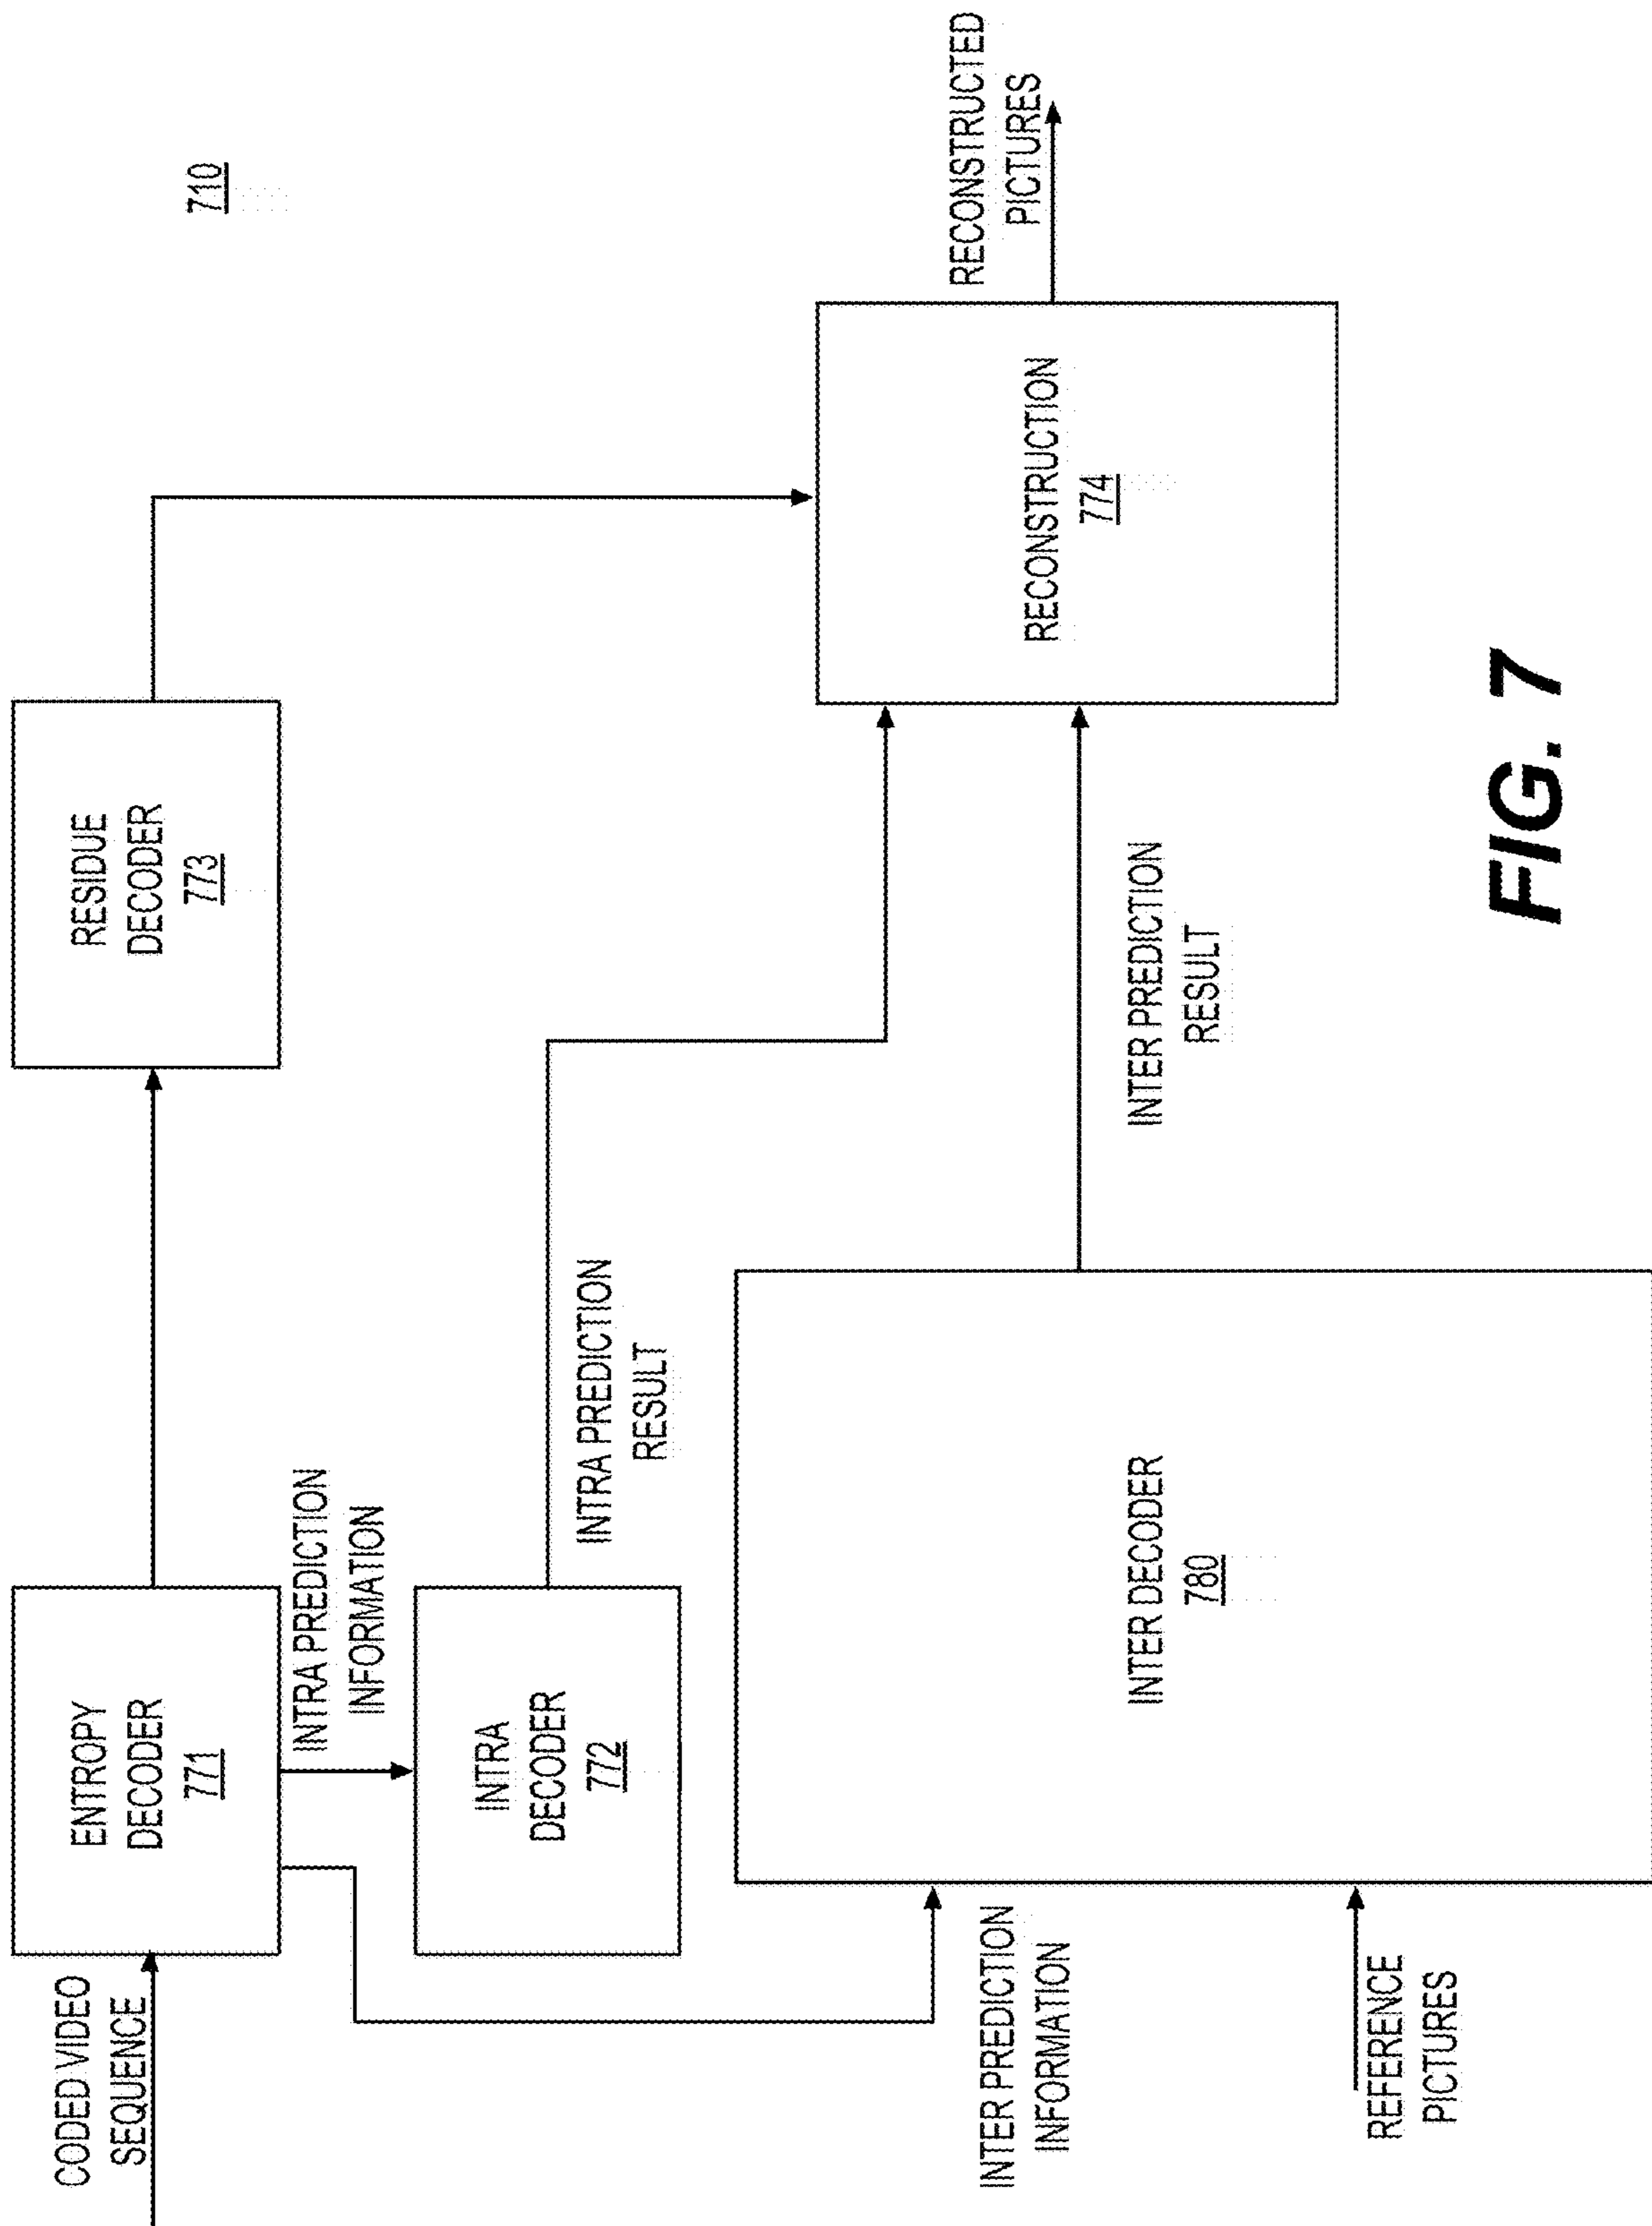 710
CODED VIDEO
SEQUENCE
ENTROPY
DECODER
771
RESIDUE
DECODER
773
INTRA PREDICTION
INFORMATION
INTRA
DECODER
772
INTRA PREDICTION
RESULT
INTER PREDICTION
INFORMATION
REFERENCE
PICTURES
INTER DECODER
780
INTER PREDICTION
RESULT
RECONSTRUCTION
774
RECONSTRUCTED
PICTURES
FIG. 7